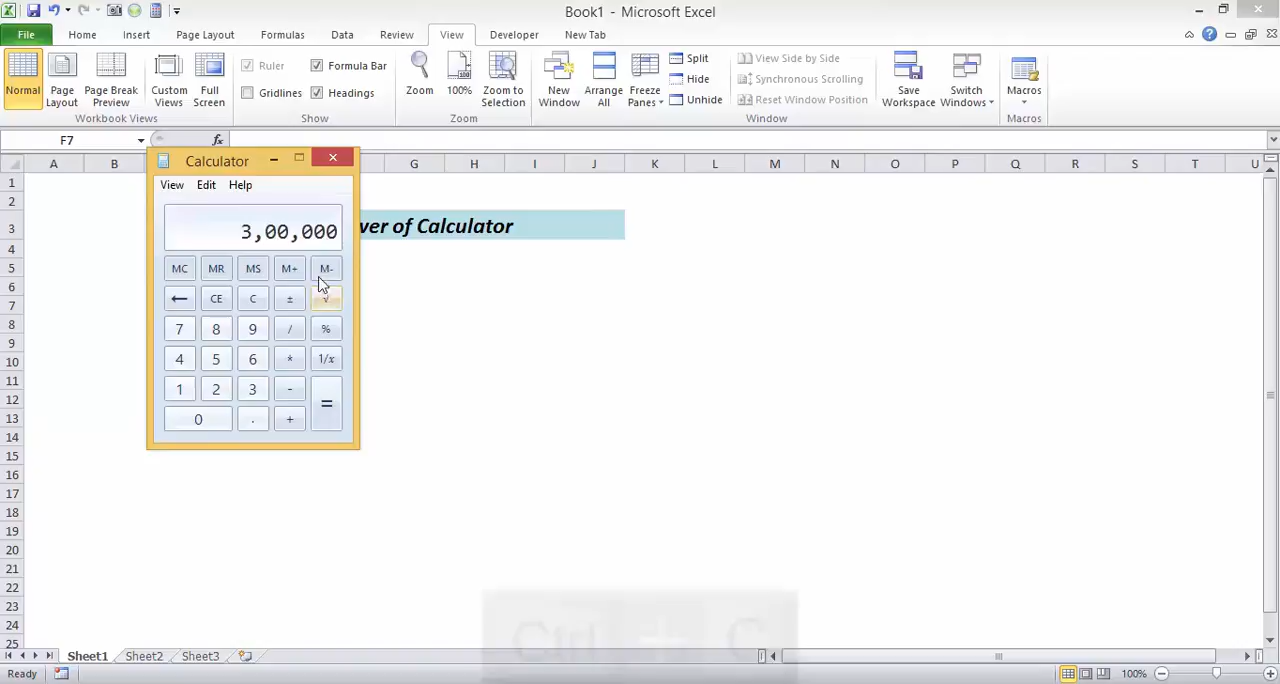 Book1 - Microsoft Excel
File Home Insert Page Layout Formulas Data Review View Developer New Tab
Normal
Page Layout
Page Break Preview
Custom Views
Full Screen
Workbook Views
Ruler
Formula Bar
Gridlines
Headings
Show
Zoom
100%
Zoom to Selection
Zoom
New Window
Arrange All
Freeze Panes
Split
Hide
Unhide
View Side by Side
Synchronous Scrolling
Reset Window Position
Window
Save Workspace
Switch Windows
Macros
Macros
F7
fx
A B G H I J K L M N O P Q R S T U
1
2
3
4
5
6
7
8
9
10
11
12
13
14
15
16
17
18
19
20
21
22
23
24
25
ver of Calculator
Calculator
View Edit Help
3,00,000
MC MR MS M+ M-
← CE C ± √
7 8 9 / %
4 5 6 * 1/x
1 2 3 - =
0 . +
Ctrl + C
Sheet1 Sheet2 Sheet3
Ready
100%